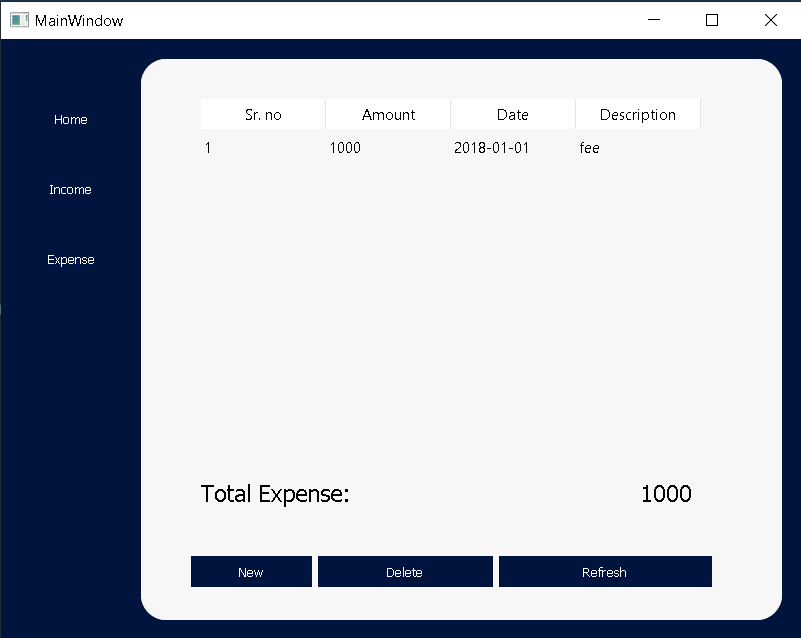 MainWindow
Home
Income
Expense
Sr. no Amount Date Description
1 1000 2018-01-01 fee
Total Expense: 1000
New Delete Refresh